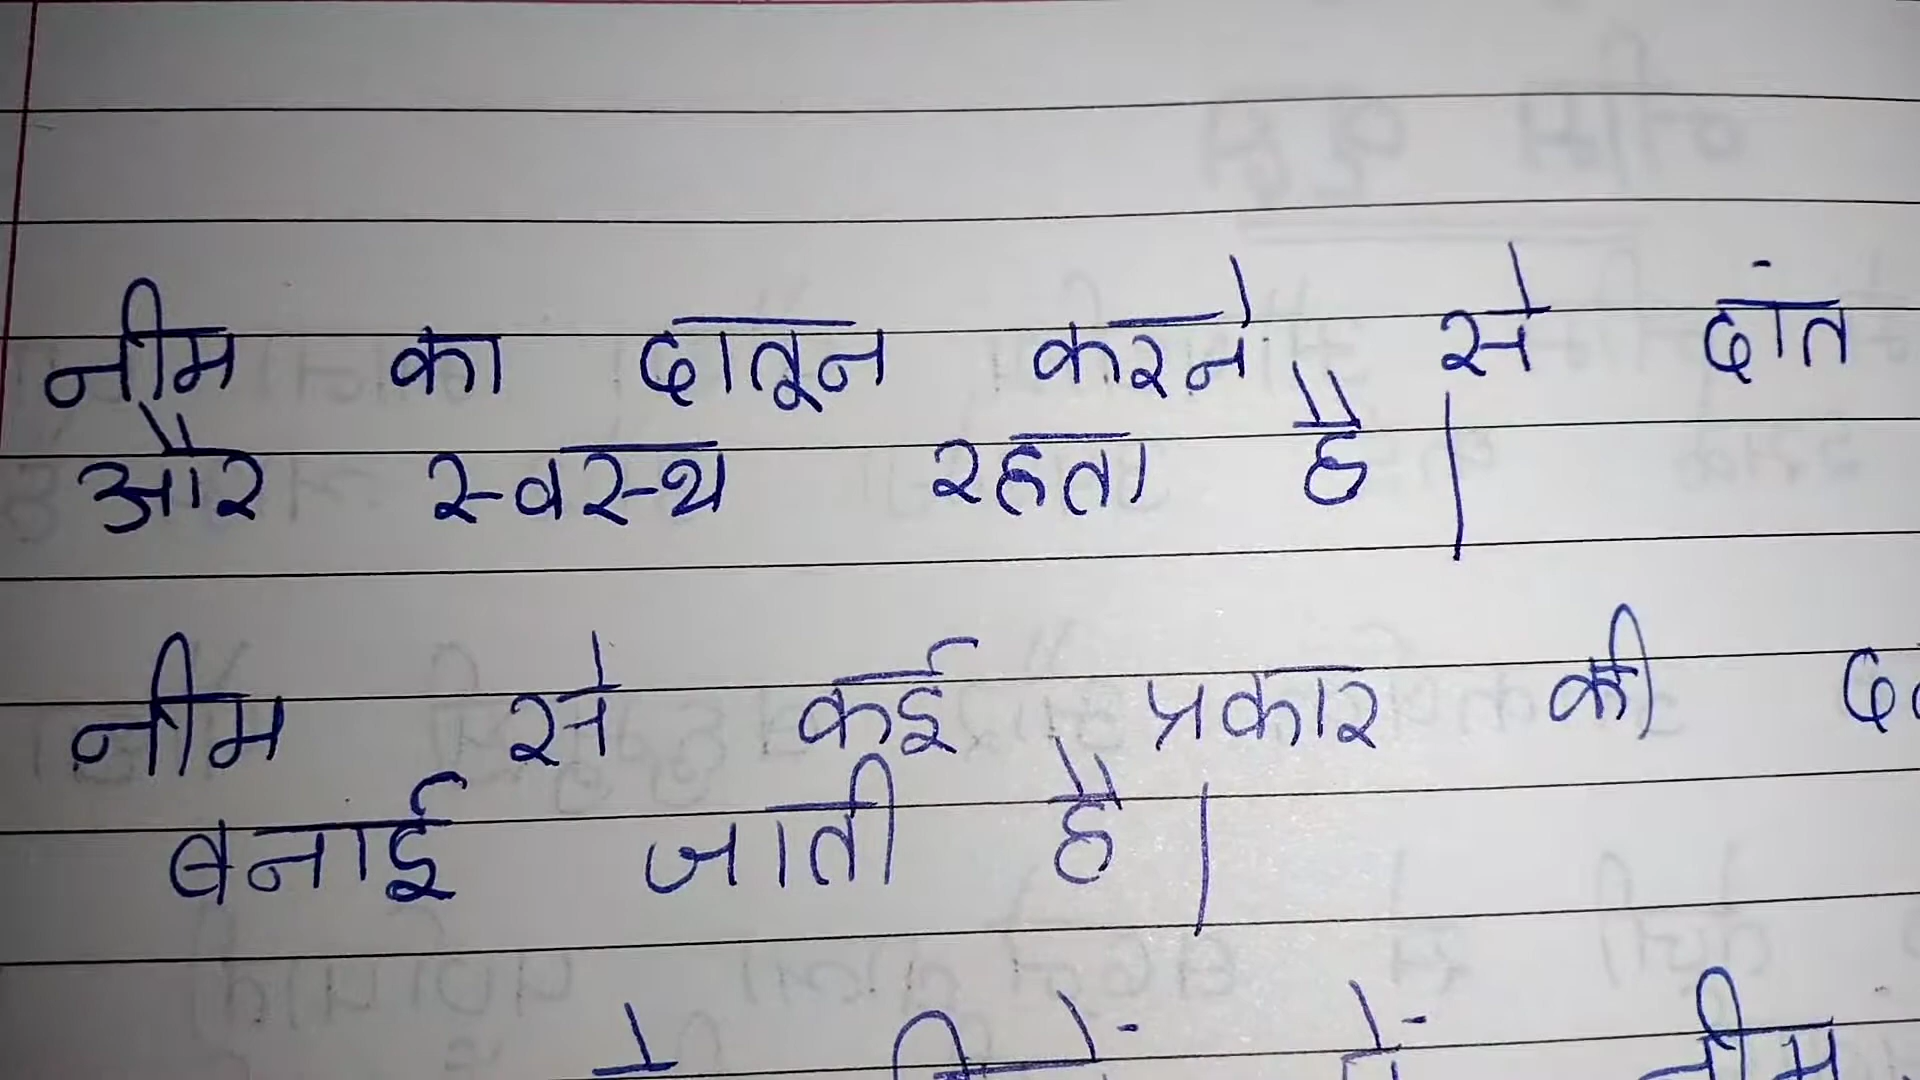 नीम का दातून करने से दांत
और स्वस्थ रहता है।
नीम से कई प्रकार की
बनाई जाती है।
नीम